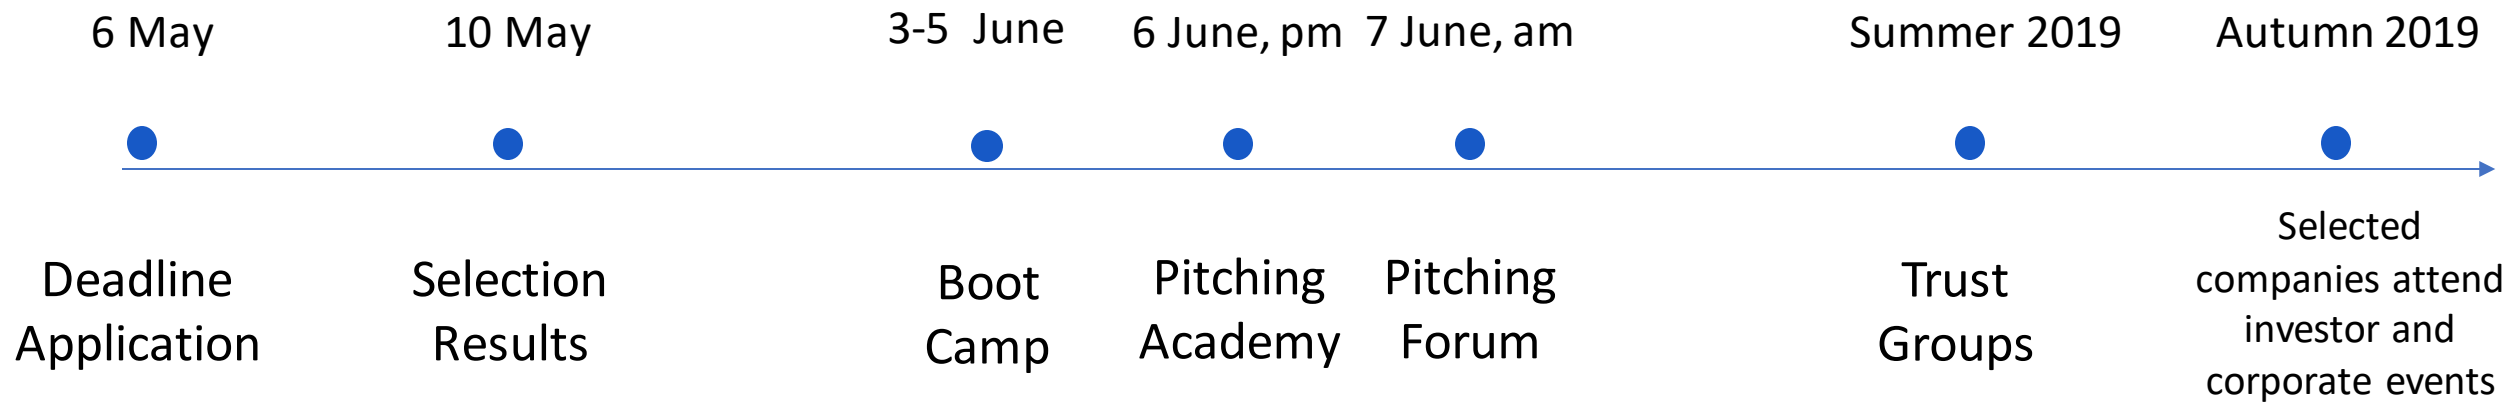 6 May
10 May
3-5 June
6 June, pm
7 June, am
Summer 2019
Autumn 2019
Deadline
Application
Selection
Results
Boot
Camp
Pitching
Academy
Pitching
Forum
Trust
Groups
Selected
companies attend
investor and
corporate events